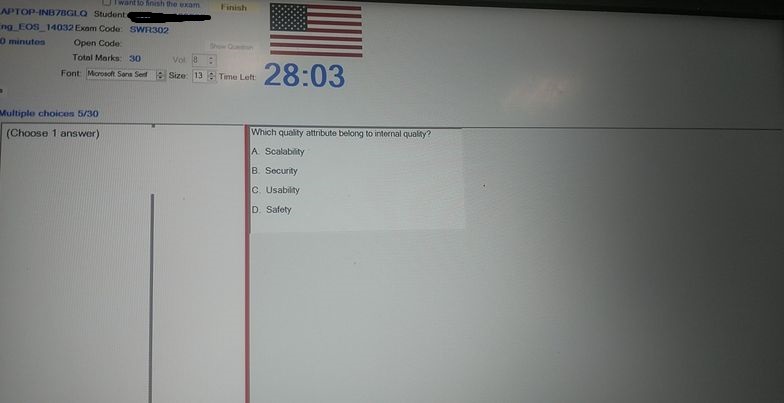 I want to finish the exam
Finish
APTOP-INB78GLQ Student:
ng_EOS_14032 Exam Code: SWR302
0 minutes Open Code:
Show Question
Total Marks: 30 Vol: 8
Font: Microsoft Sans Serif Size: 13 Time Left: 28:03
Multiple choices 5/30
(Choose 1 answer)
Which quality attribute belong to internal quality?
A. Scalability
B. Security
C. Usability
D. Safety